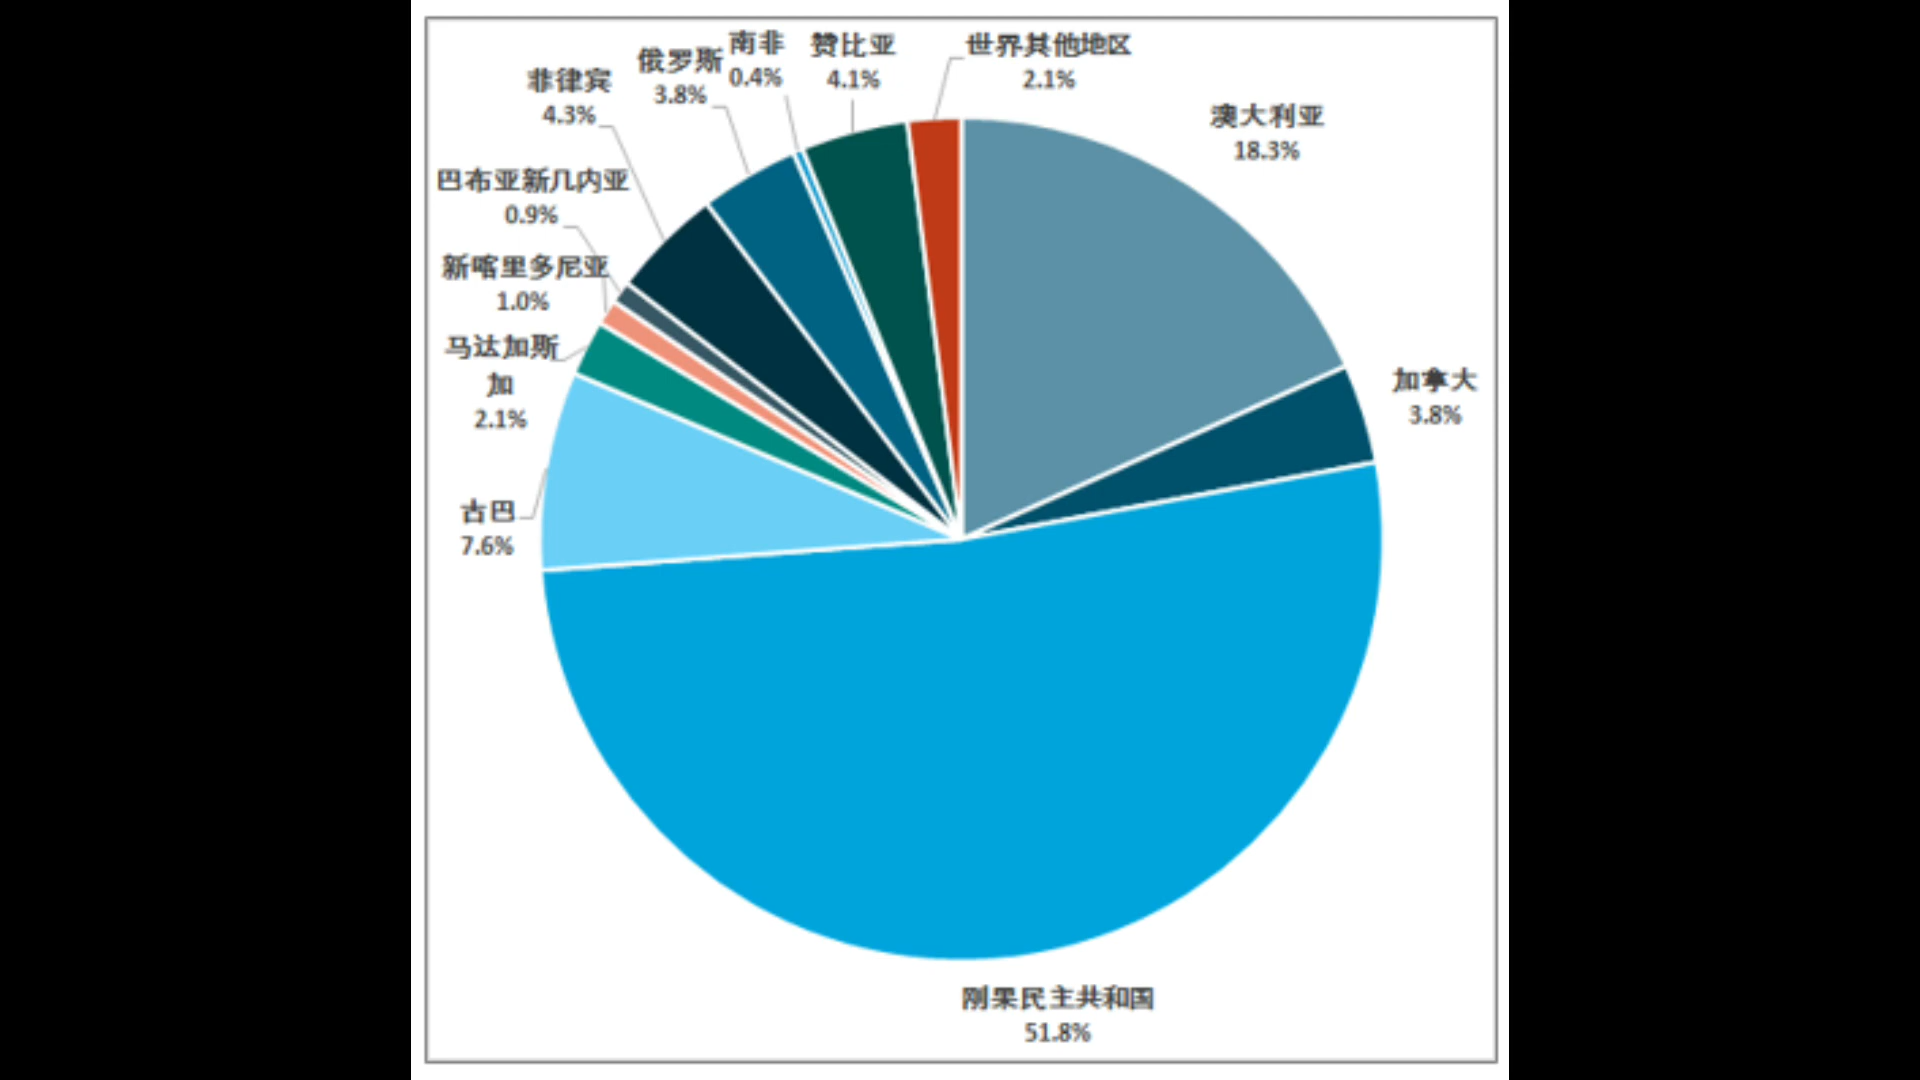 南非
0.4%
赞比亚
4.1%
世界其他地区
2.1%
俄罗斯
3.8%
菲律宾
4.3%
澳大利亚
18.3%
巴布亚新几内亚
0.9%
新喀里多尼亚
1.0%
马达加斯
加
2.1%
加拿大
3.8%
古巴
7.6%
刚果民主共和国
51.8%